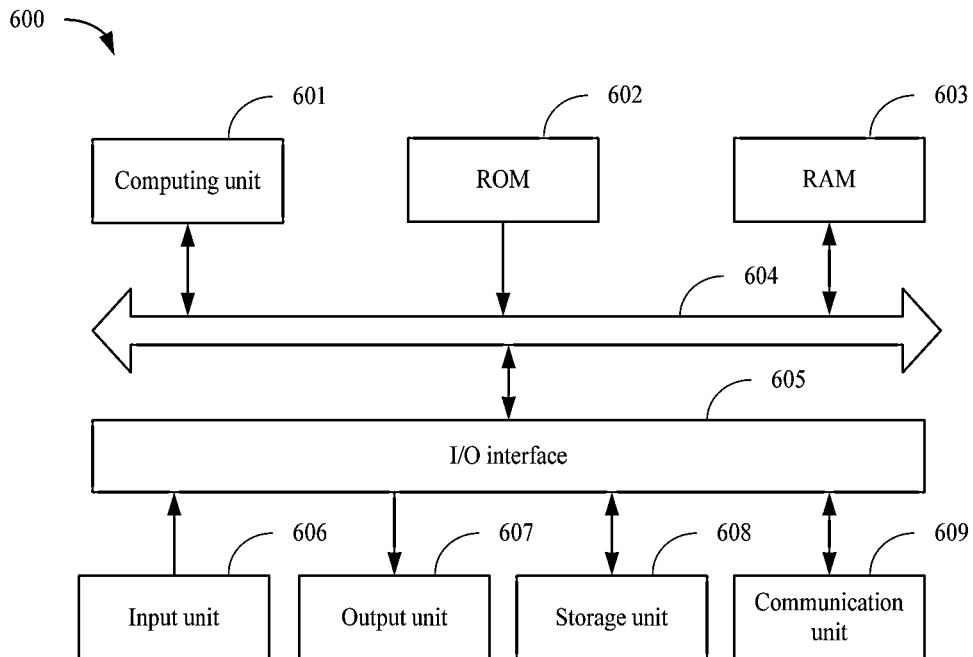 600
601
602
603
Computing unit
ROM
RAM
604
605
I/O interface
606
607
608
609
Input unit
Output unit
Storage unit
Communication
unit